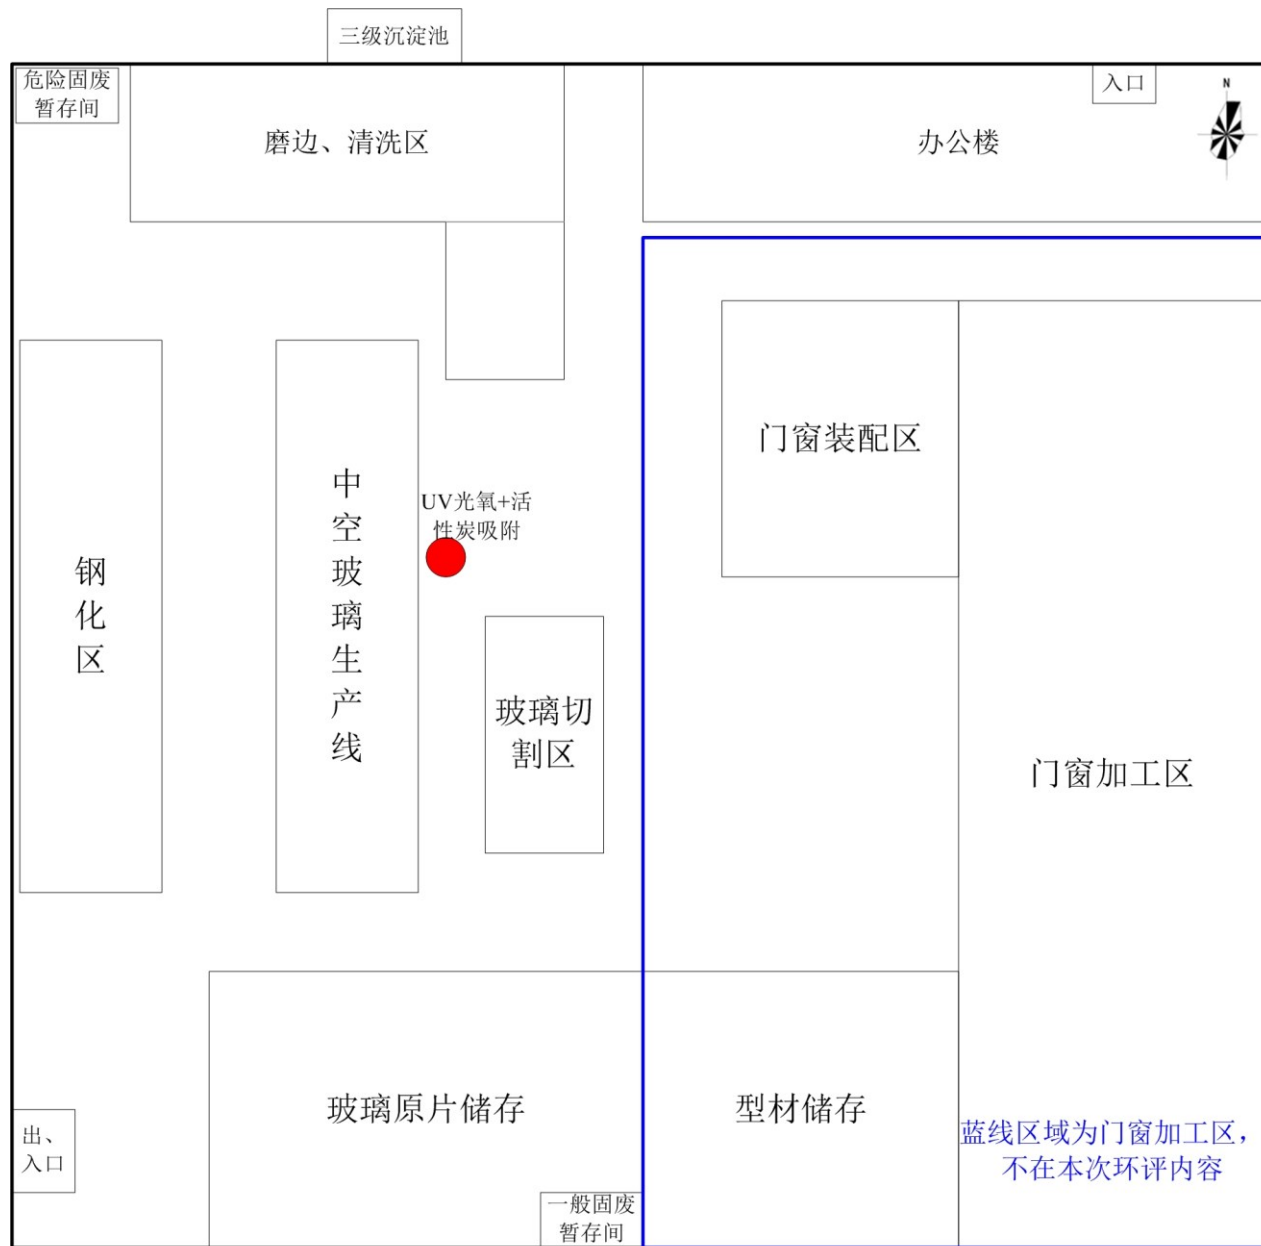 三级沉淀池
危险固废
暂存间
入口
N
磨边、清洗区
办公楼
门窗装配区
中
空
玻
璃
生
产
线
UV光氧+活
性炭吸附
钢
化
区
玻璃切
割区
门窗加工区
玻璃原片储存
型材储存
出、
入口
蓝线区域为门窗加工区，
不在本次环评内容
一般固废
暂存间